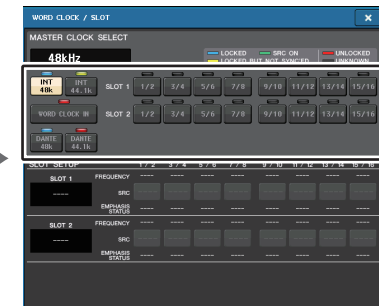 WORD CLOCK / SLOT
MASTER CLOCK SELECT
48kHz
LOCKED SRC ON UNLOCKED
LOCKED BUT NOT SYNCED UNKNOWN
INT 48k INT 44.1k SLOT 1 1/2 3/4 5/6 7/8 9/10 11/12 13/14 15/16
WORD CLOCK IN SLOT 2 1/2 3/4 5/6 7/8 9/10 11/12 13/14 15/16
DANTE 48k DANTE 44.1k
SLOT SETUP 1 / 2 3 / 4 5 / 6 7 / 8 9 / 10 11 / 12 13 / 14 15 / 16
SLOT 1 FREQUENCY ---- ---- ---- ---- ---- ---- ---- ----
---- SRC
EMPHASIS STATUS ---- ---- ---- ---- ---- ---- ---- ----
SLOT 2 FREQUENCY ---- ---- ---- ---- ---- ---- ---- ----
---- SRC
EMPHASIS STATUS ---- ---- ---- ---- ---- ---- ---- ----